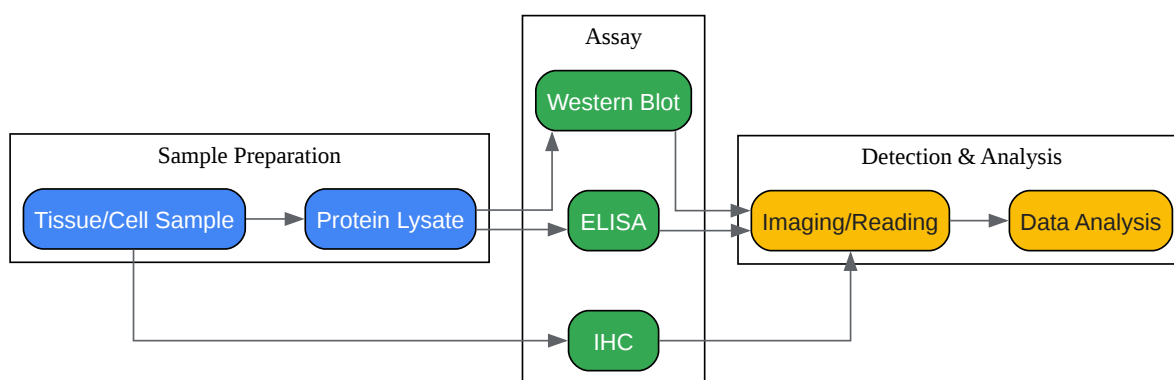 Sample Preparation
Tissue/Cell Sample
Protein Lysate
Assay
Western Blot
ELISA
IHC
Detection & Analysis
Imaging/Reading
Data Analysis